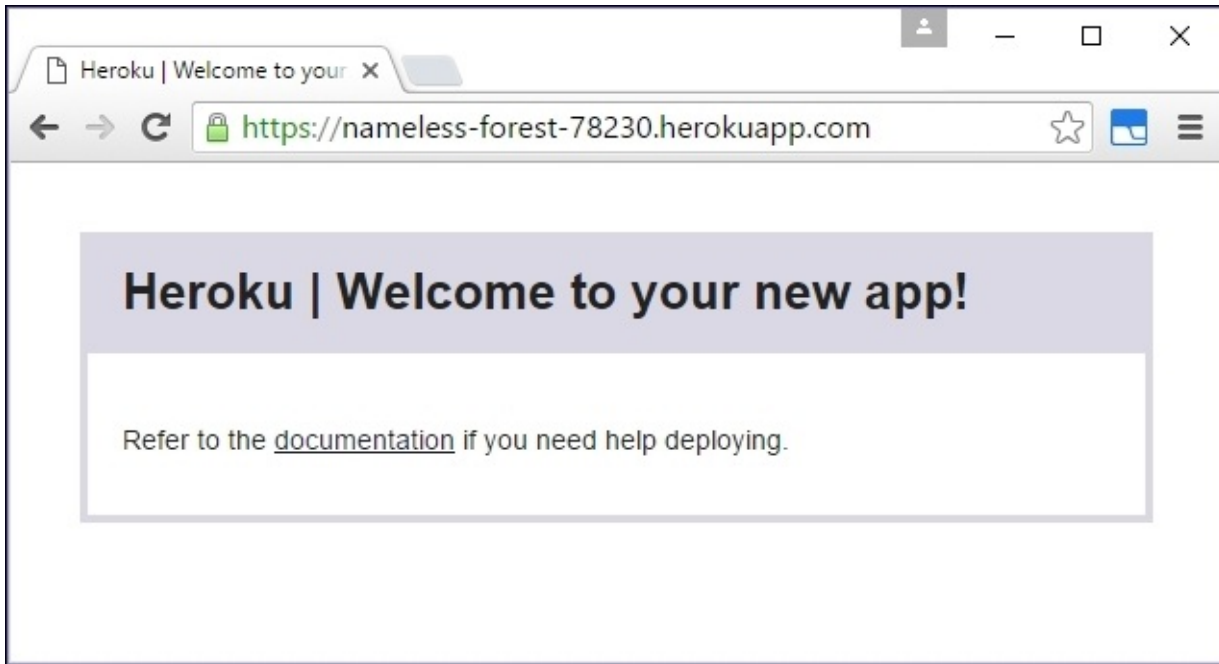 Heroku | Welcome to your
https://nameless-forest-78230.herokuapp.com
Heroku | Welcome to your new app!
Refer to the documentation if you need help deploying.